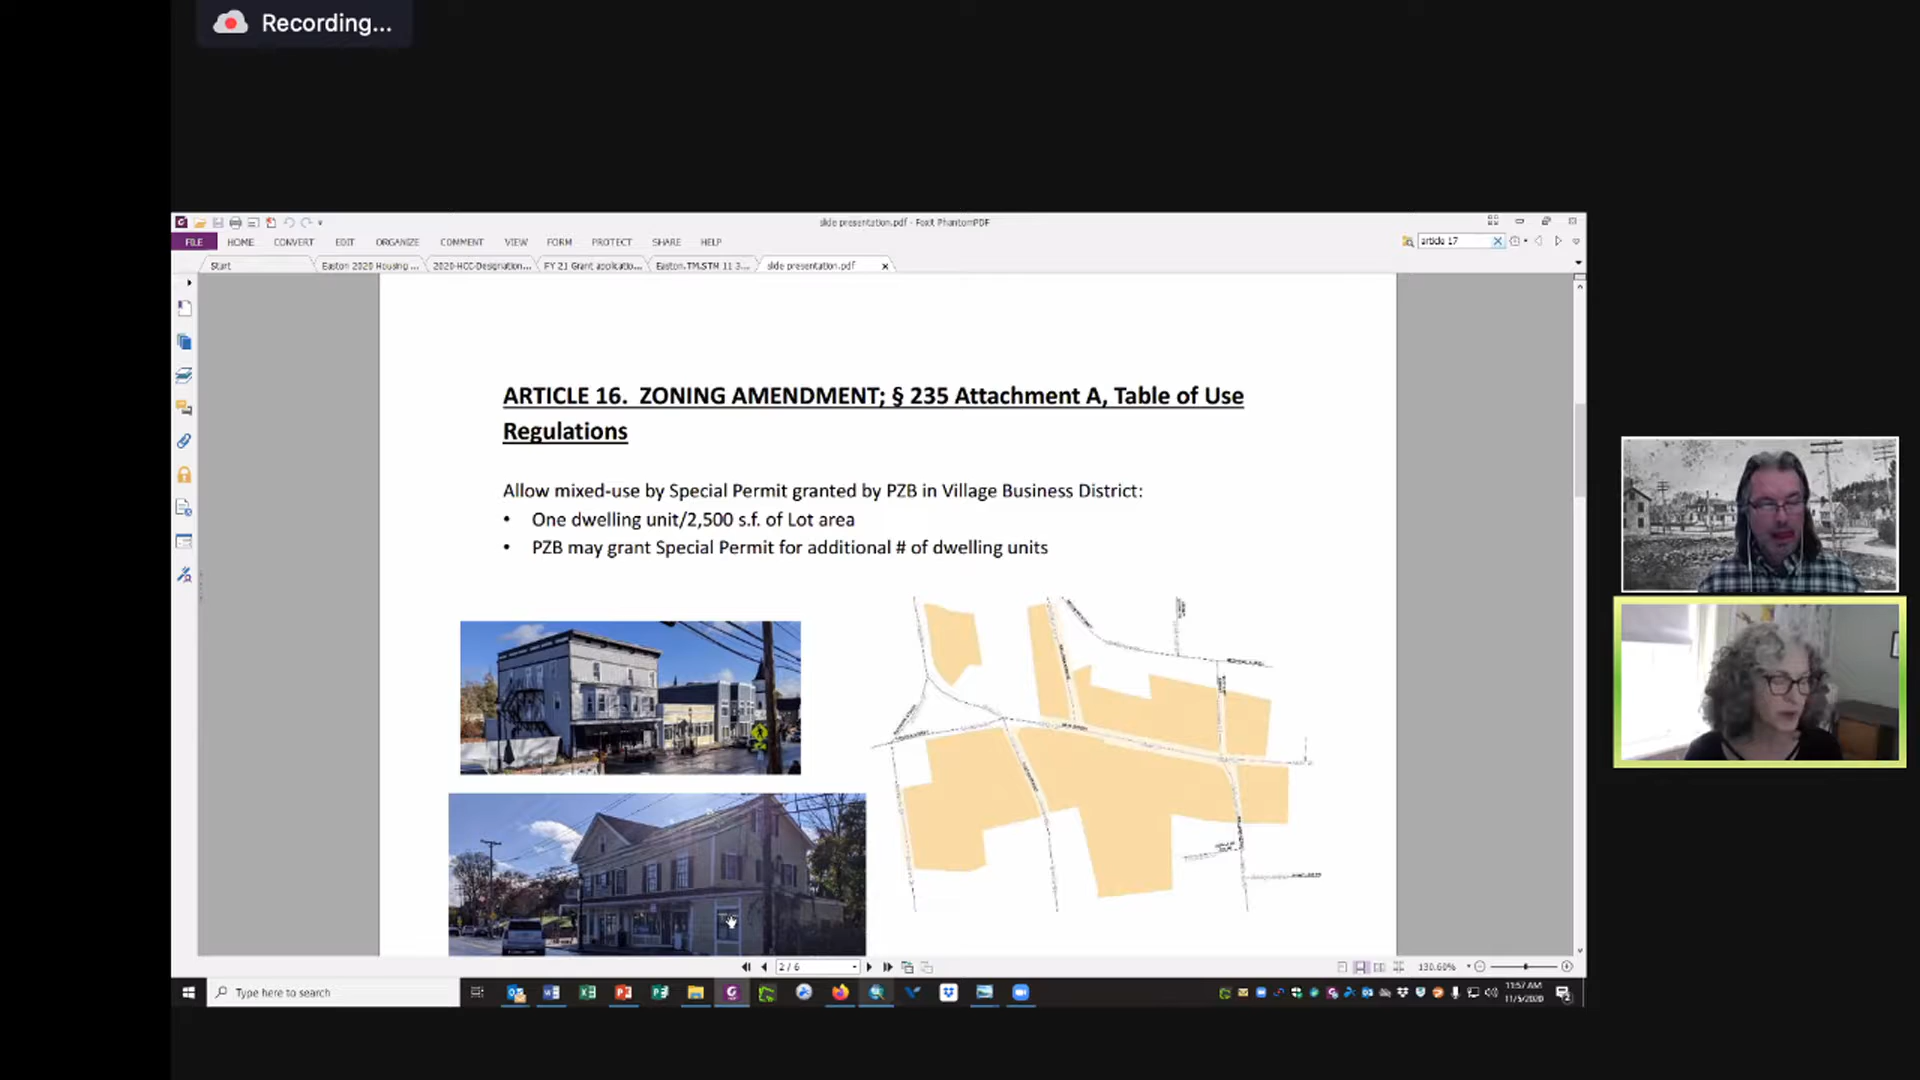 Recording...
slide presentation.pdf - Foxit PhantomPDF
FILE HOME CONVERT EDIT ORGANIZE COMMENT VIEW FORM PROTECT SHARE HELP
article 17
Start
Easton 2020 Housing ...
2020-HCC-Designation...
FY 21 Grant applicatio...
Easton.TM.STM 11 3...
slide presentation.pdf
ARTICLE 16. ZONING AMENDMENT; § 235 Attachment A, Table of Use
Regulations
Allow mixed-use by Special Permit granted by PZB in Village Business District:
• One dwelling unit/2,500 s.f. of Lot area
• PZB may grant Special Permit for additional # of dwelling units
2 / 6
130.60%
Type here to search
11:57 AM
11/5/2020